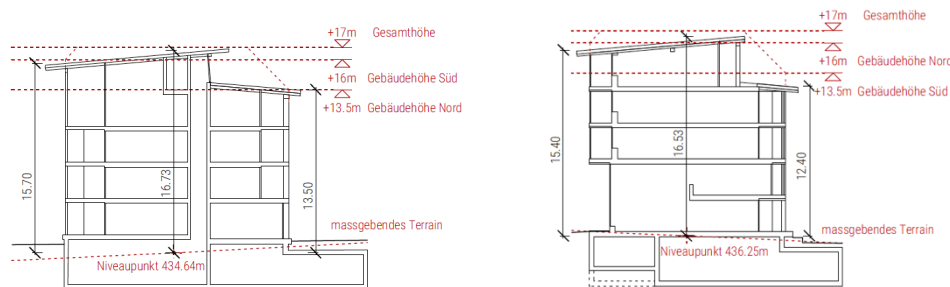 +17m Gesamthöhe
+16m Gebäudehöhe Süd
+13.5m Gebäudehöhe Nord
15.70
16.73
13.50
massgebendes Terrain
Niveaupunkt 434.64m
+17m Gesamthöhe
+16m Gebäudehöhe Nord
+13.5m Gebäudehöhe Süd
15.40
16.53
12.40
massgebendes Terrain
Niveaupunkt 436.25m